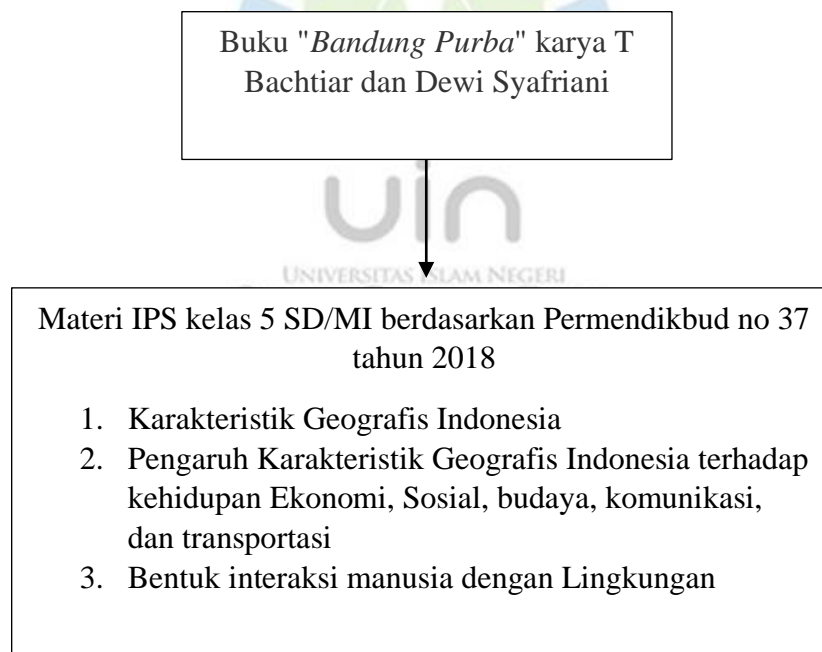 Buku "Bandung Purba" karya T
Bachtiar dan Dewi Syafriani
uin
UNIVERSITAS ISLAM NEGERI
Materi IPS kelas 5 SD/MI berdasarkan Permendikbud no 37
tahun 2018
1. Karakteristik Geografis Indonesia
2. Pengaruh Karakteristik Geografis Indonesia terhadap
kehidupan Ekonomi, Sosial, budaya, komunikasi,
dan transportasi
3. Bentuk interaksi manusia dengan Lingkungan